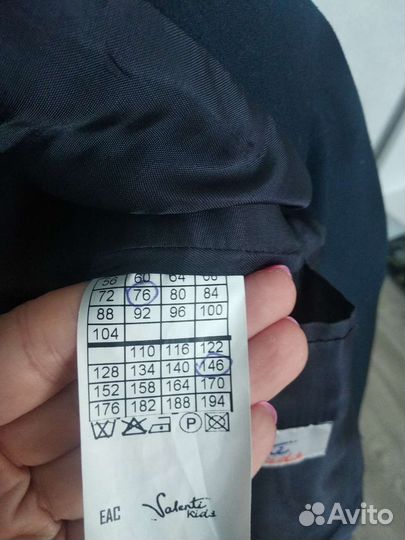 56 60 64 68
72 76 80 84
88 92 96 100
104
110 116 122
128 134 140 146
152 158 164 170
176 182 188 194
W P
EAC Valenti
kids
Avito